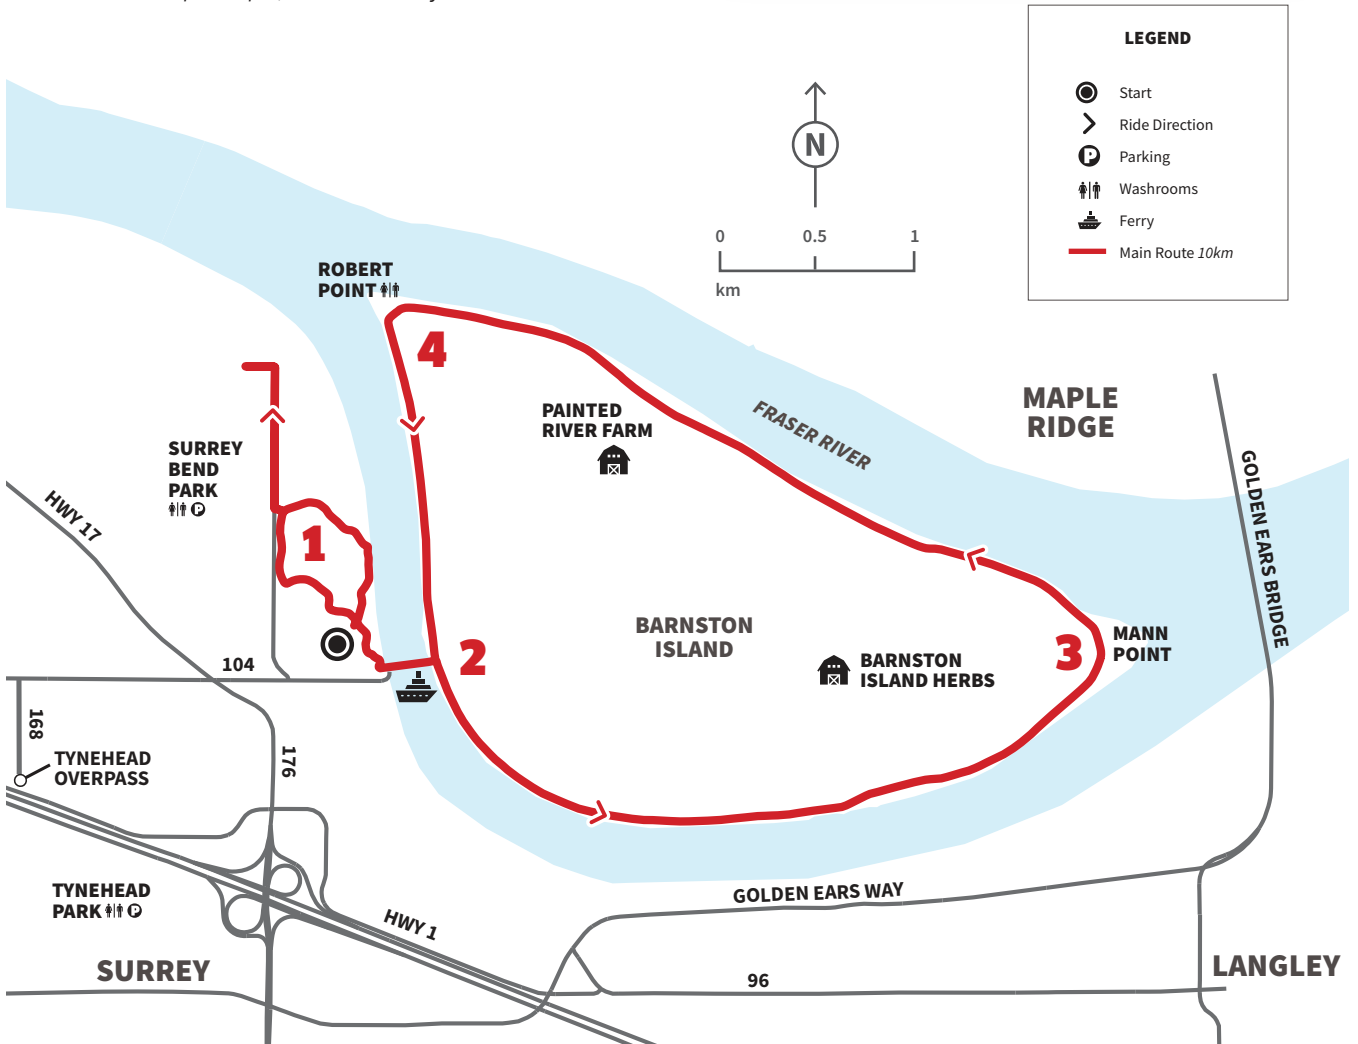 LEGEND
Start
Ride Direction
Parking
Washrooms
Ferry
Main Route 10km
N
0 0.5 1
km
ROBERT
POINT
4
PAINTED
RIVER FARM
FRASER RIVER
MAPLE
RIDGE
GOLDEN EARS BRIDGE
SURREY
BEND
PARK
P
HWY 17
1
BARNSTON
ISLAND
2
3
MANN
POINT
BARNSTON
ISLAND HERBS
104
168
TYNEHEAD
OVERPASS
176
TYNEHEAD
PARK P
HWY 1
GOLDEN EARS WAY
SURREY
96
LANGLEY